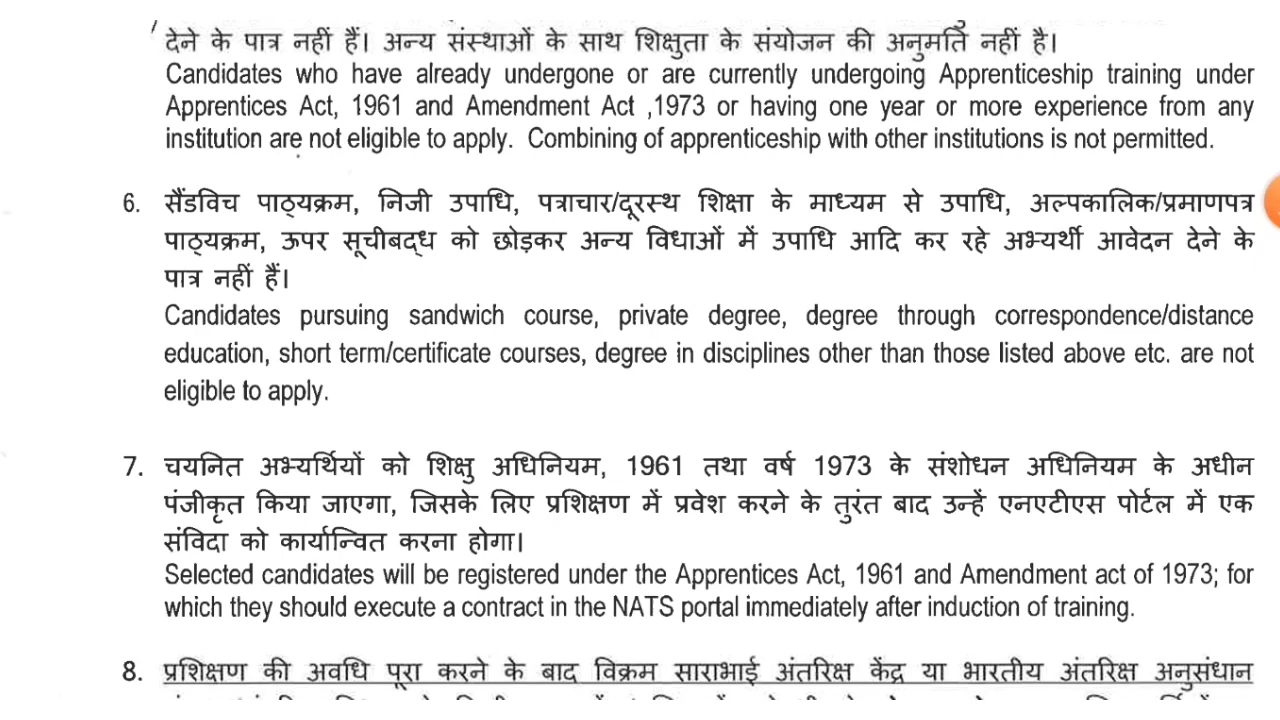 देने के पात्र नहीं हैं। अन्य संस्थाओं के साथ शिक्षुता के संयोजन की अनुमति नहीं है।
Candidates who have already undergone or are currently undergoing Apprenticeship training under
Apprentices Act, 1961 and Amendment Act ,1973 or having one year or more experience from any
institution are not eligible to apply. Combining of apprenticeship with other institutions is not permitted.
6. सैंडविच पाठ्यक्रम, निजी उपाधि, पत्राचार/दूरस्थ शिक्षा के माध्यम से उपाधि, अल्पकालिक/प्रमाणपत्र
पाठ्यक्रम, ऊपर सूचीबद्ध को छोड़कर अन्य विधाओं में उपाधि आदि कर रहे अभ्यर्थी आवेदन देने के
पात्र नहीं हैं।
Candidates pursuing sandwich course, private degree, degree through correspondence/distance
education, short term/certificate courses, degree in disciplines other than those listed above etc. are not
eligible to apply.
7. चयनित अभ्यर्थियों को शिक्षु अधिनियम, 1961 तथा वर्ष 1973 के संशोधन अधिनियम के अधीन
पंजीकृत किया जाएगा, जिसके लिए प्रशिक्षण में प्रवेश करने के तुरंत बाद उन्हें एनएटीएस पोर्टल में एक
संविदा को कार्यान्वित करना होगा।
Selected candidates will be registered under the Apprentices Act, 1961 and Amendment act of 1973; for
which they should execute a contract in the NATS portal immediately after induction of training.
8. प्रशिक्षण की अवधि पूरा करने के बाद विक्रम साराभाई अंतरिक्ष केंद्र या भारतीय अंतरिक्ष अनुसंधान